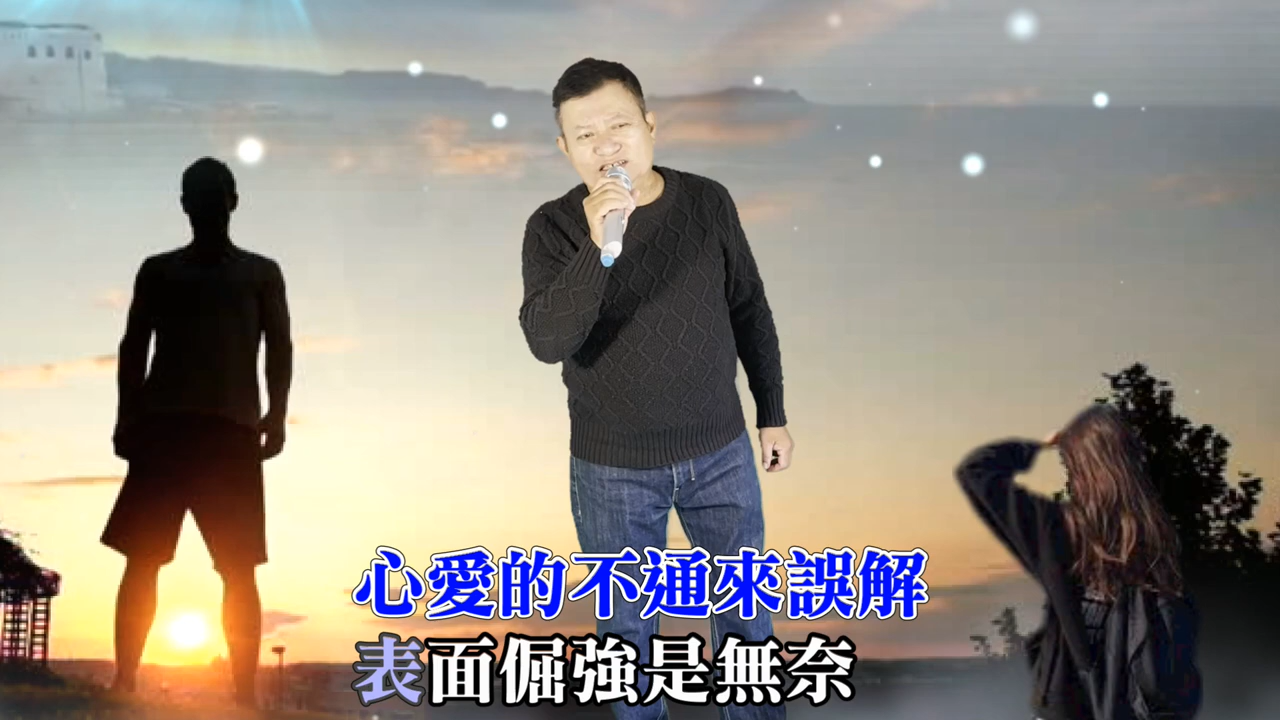 心愛的不通來誤解
表面倔強是無奈